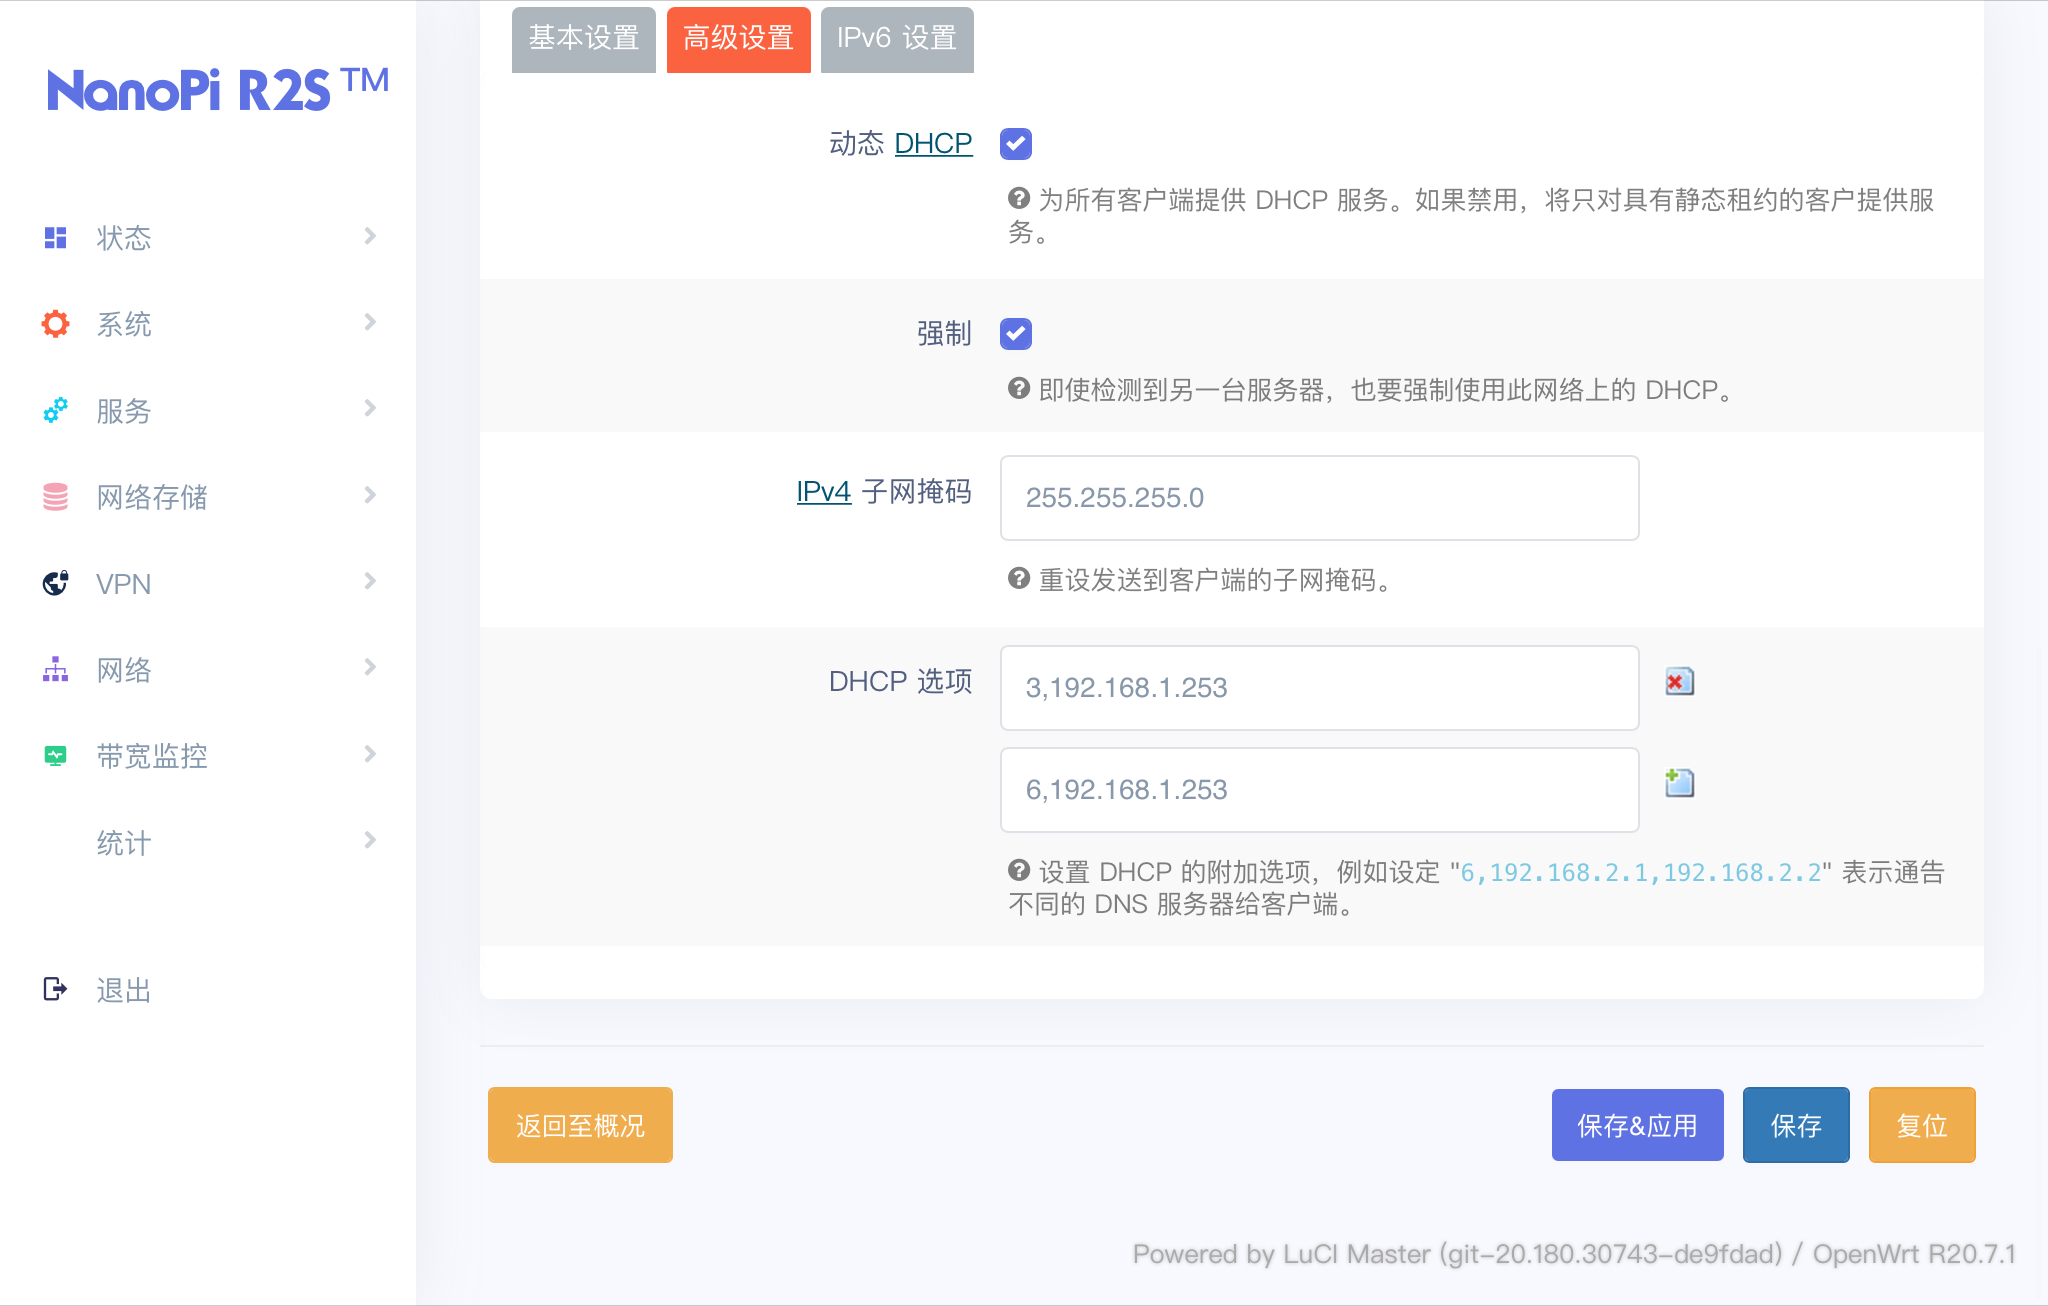 NanoPi R2S™
状态
系统
服务
网络存储
VPN
网络
带宽监控
统计
退出
基本设置
高级设置
IPv6 设置
动态 DHCP
为所有客户端提供 DHCP 服务。如果禁用，将只对具有静态租约的客户提供服
务。
强制
即使检测到另一台服务器，也要强制使用此网络上的 DHCP。
IPv4 子网掩码
255.255.255.0
重设发送到客户端的子网掩码。
DHCP 选项
3,192.168.1.253
6,192.168.1.253
设置 DHCP 的附加选项，例如设定 "6,192.168.2.1,192.168.2.2" 表示通告
不同的 DNS 服务器给客户端。
返回至概况
保存&应用
保存
复位
Powered by LuCI Master (git-20.180.30743-de9fdad) / OpenWrt R20.7.1